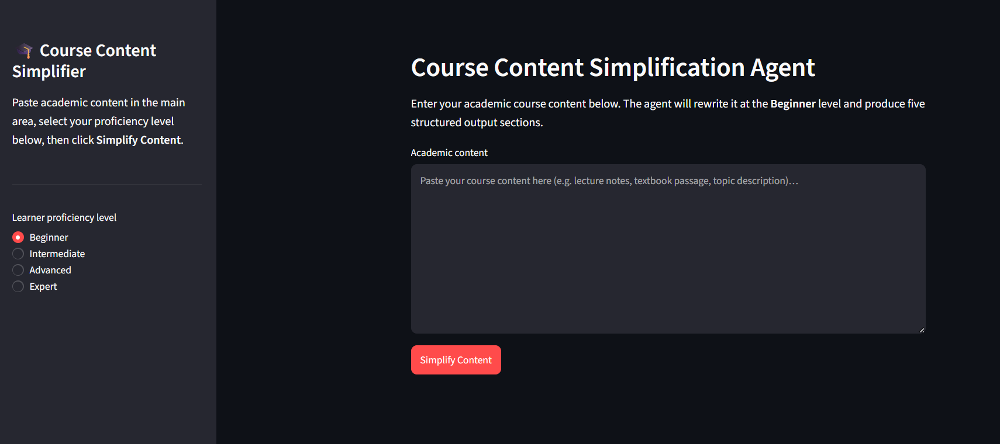 Course Content
Simplifier
Paste academic content in the main
area, select your proficiency level
below, then click Simplify Content.
Learner proficiency level
Beginner
Intermediate
Advanced
Expert
Course Content Simplification Agent
Enter your academic course content below. The agent will rewrite it at the Beginner level and produce five
structured output sections.
Academic content
Paste your course content here (e.g. lecture notes, textbook passage, topic description)…
Simplify Content